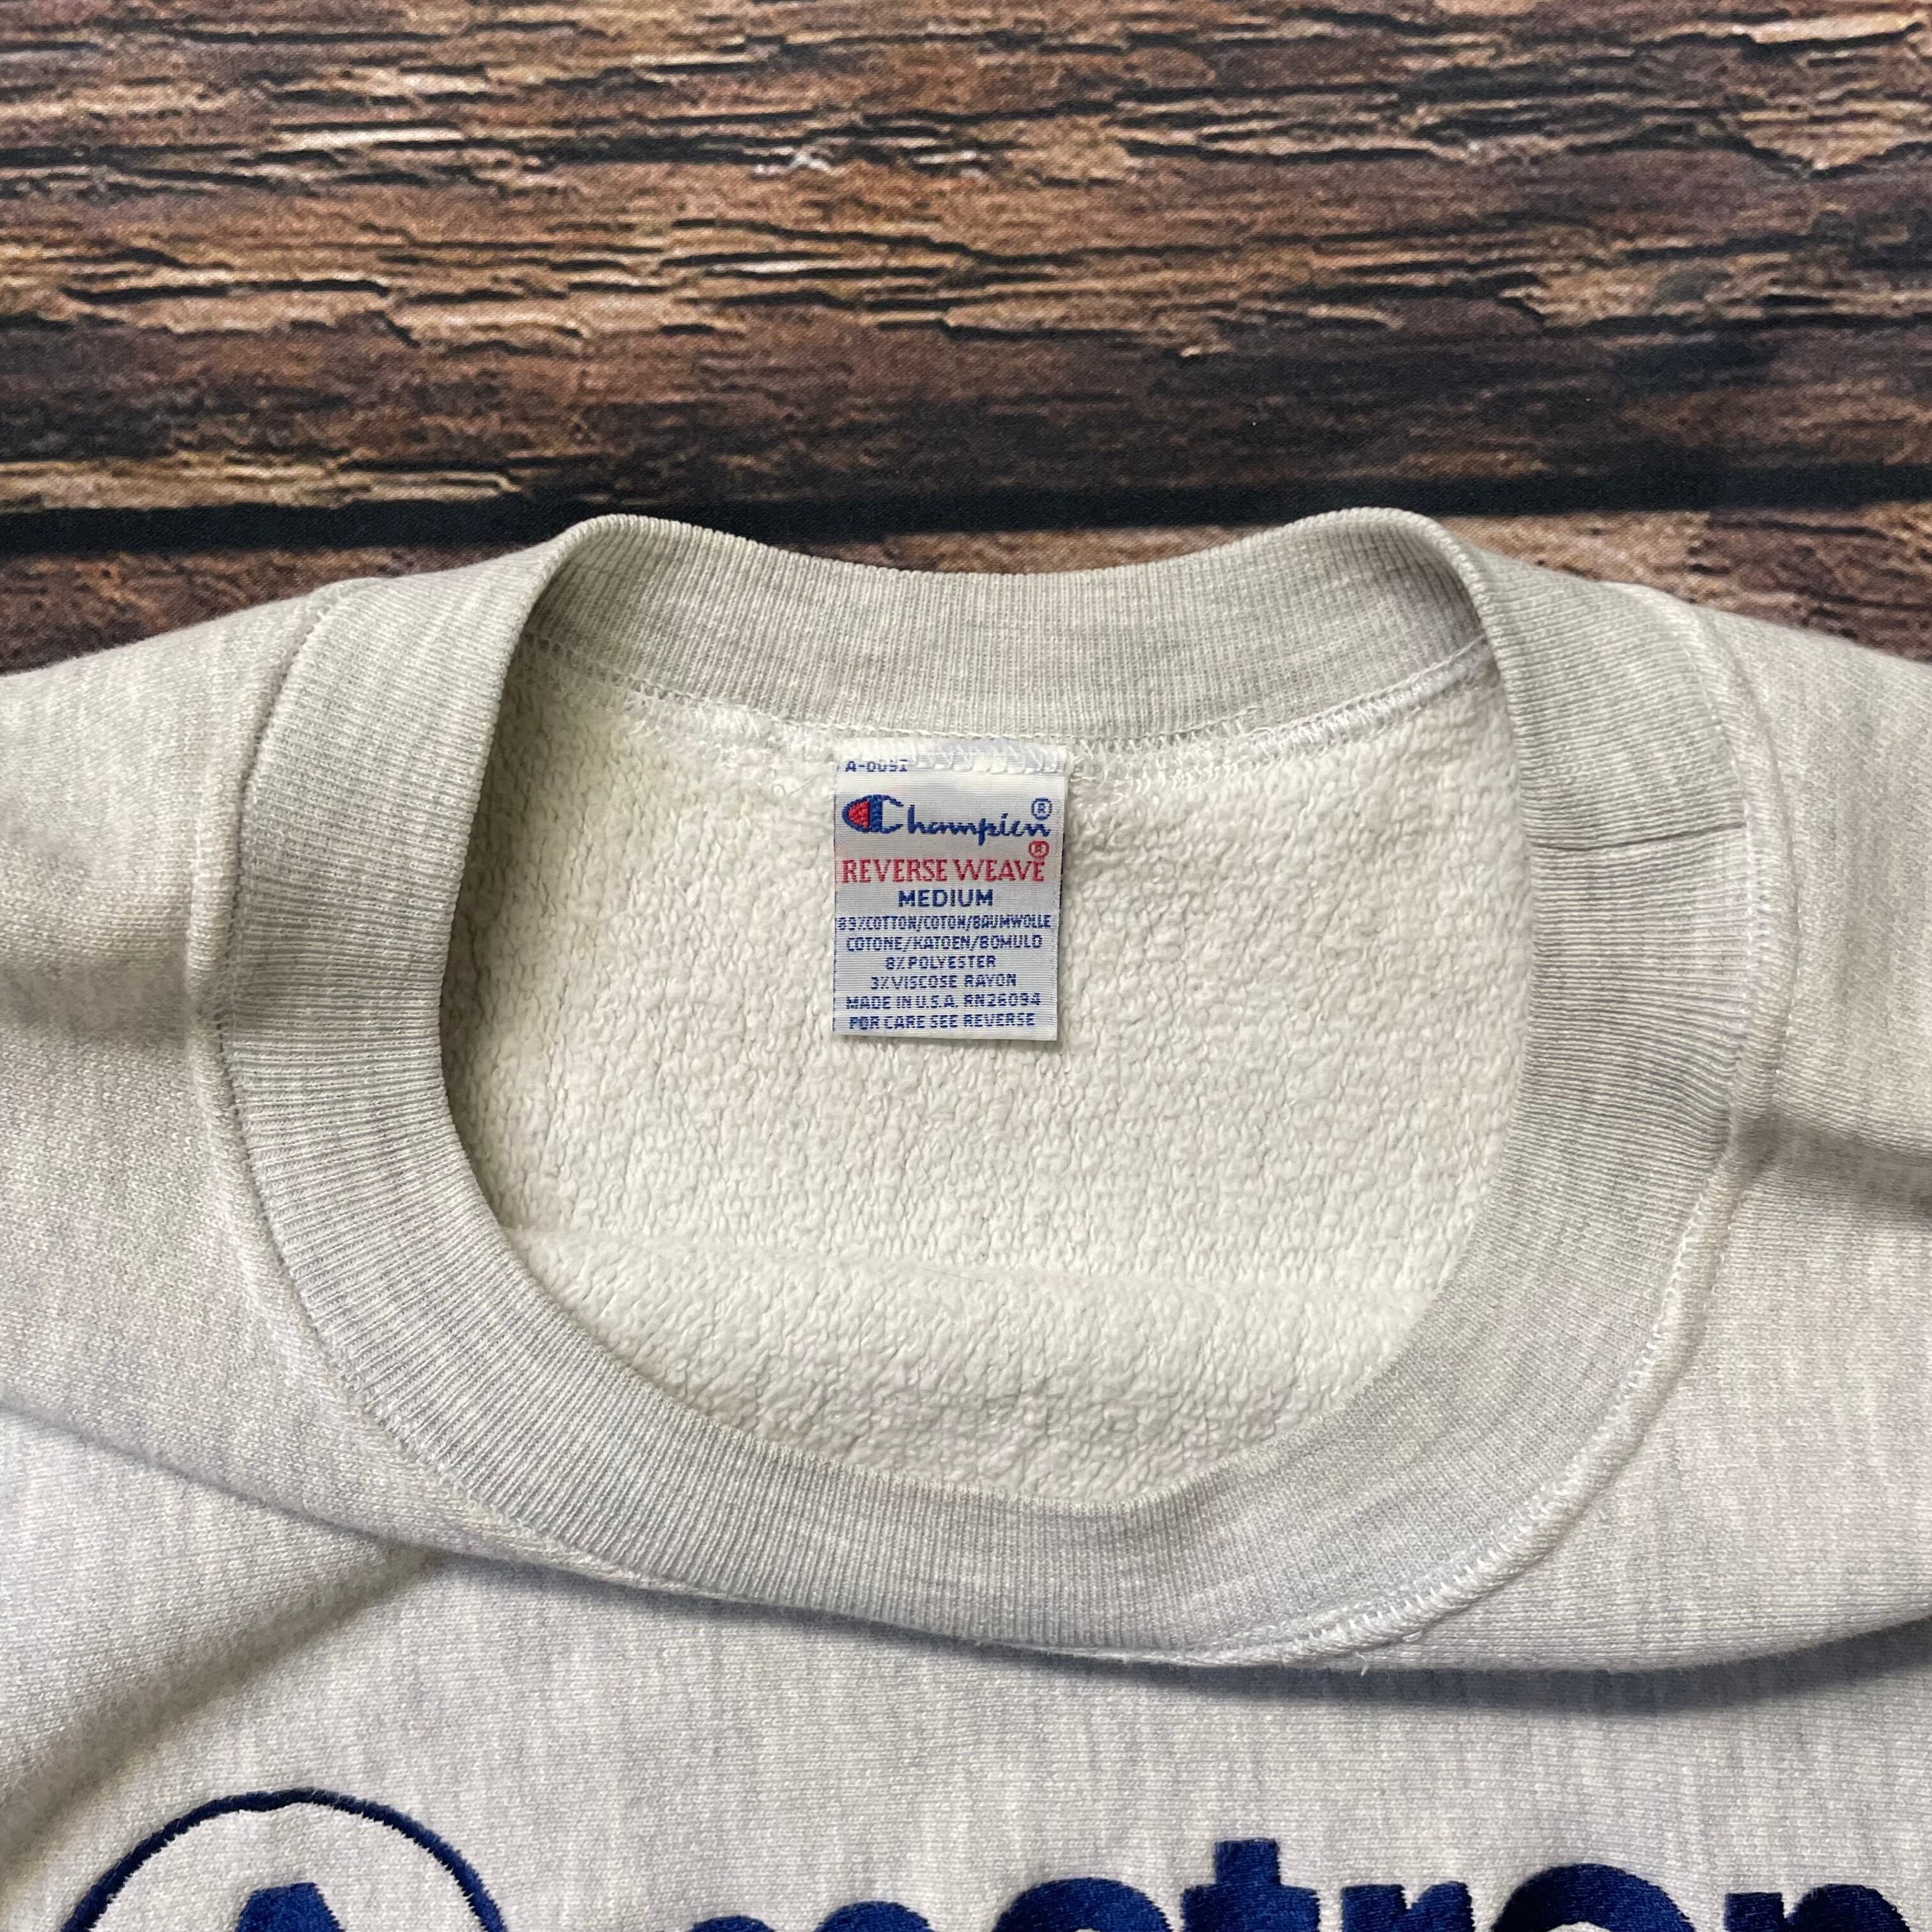 A-0091
Champion®
REVERSE WEAVE®
MEDIUM
89%COTTON/COTON/BAUMWOLLE
COTONE/KATOEN/BOMULD
8%POLYESTER
3%VISCOSE RAYON
MADE IN U.S.A. RN26094
FOR CARE SEE REVERSE